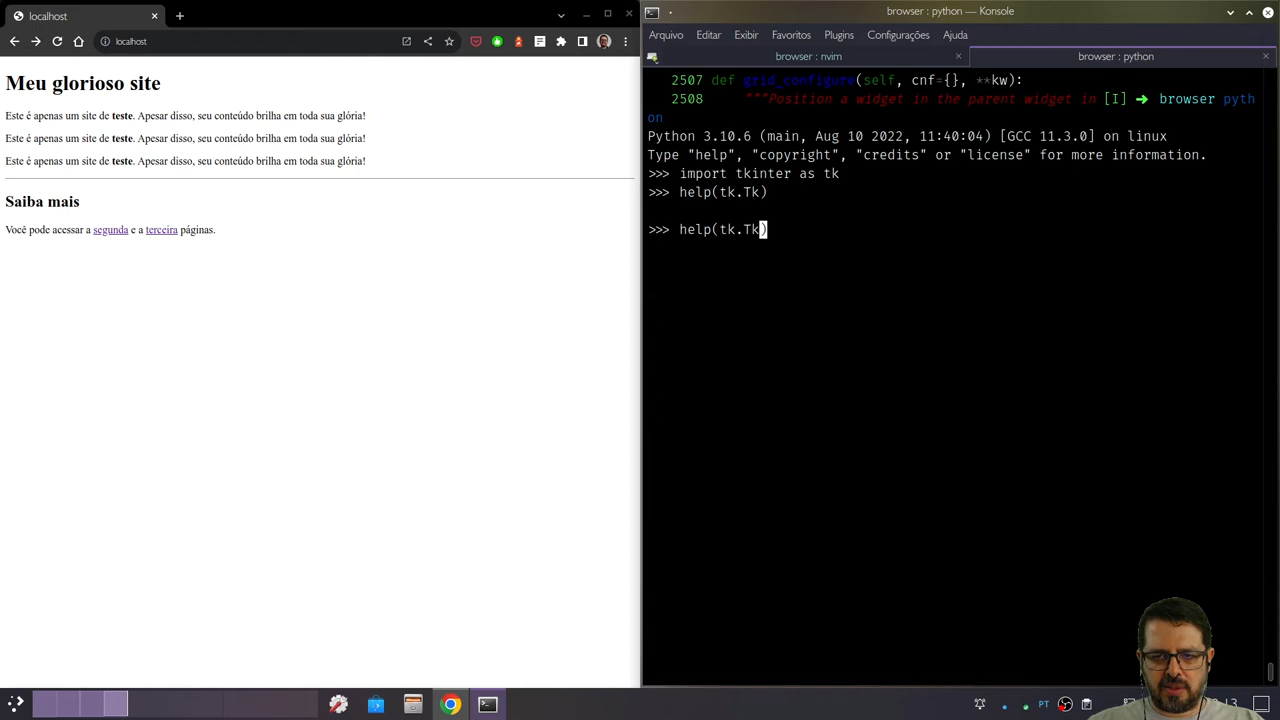 localhost
localhost
Meu glorioso site
Este é apenas um site de teste. Apesar disso, seu conteúdo brilha em toda sua glória!
Este é apenas um site de teste. Apesar disso, seu conteúdo brilha em toda sua glória!
Este é apenas um site de teste. Apesar disso, seu conteúdo brilha em toda sua glória!
Saiba mais
Você pode acessar a segunda e a terceira páginas.
browser : python — Konsole
Arquivo Editar Exibir Favoritos Plugins Configurações Ajuda
browser : nvim
browser : python
2507 def grid_configure(self, cnf={}, **kw):
2508 """Position a widget in the parent widget in [I] ➜ browser pyth
on
Python 3.10.6 (main, Aug 10 2022, 11:40:04) [GCC 11.3.0] on linux
Type "help", "copyright", "credits" or "license" for more information.
>>> import tkinter as tk
>>> help(tk.Tk)
>>> help(tk.Tk)
PT